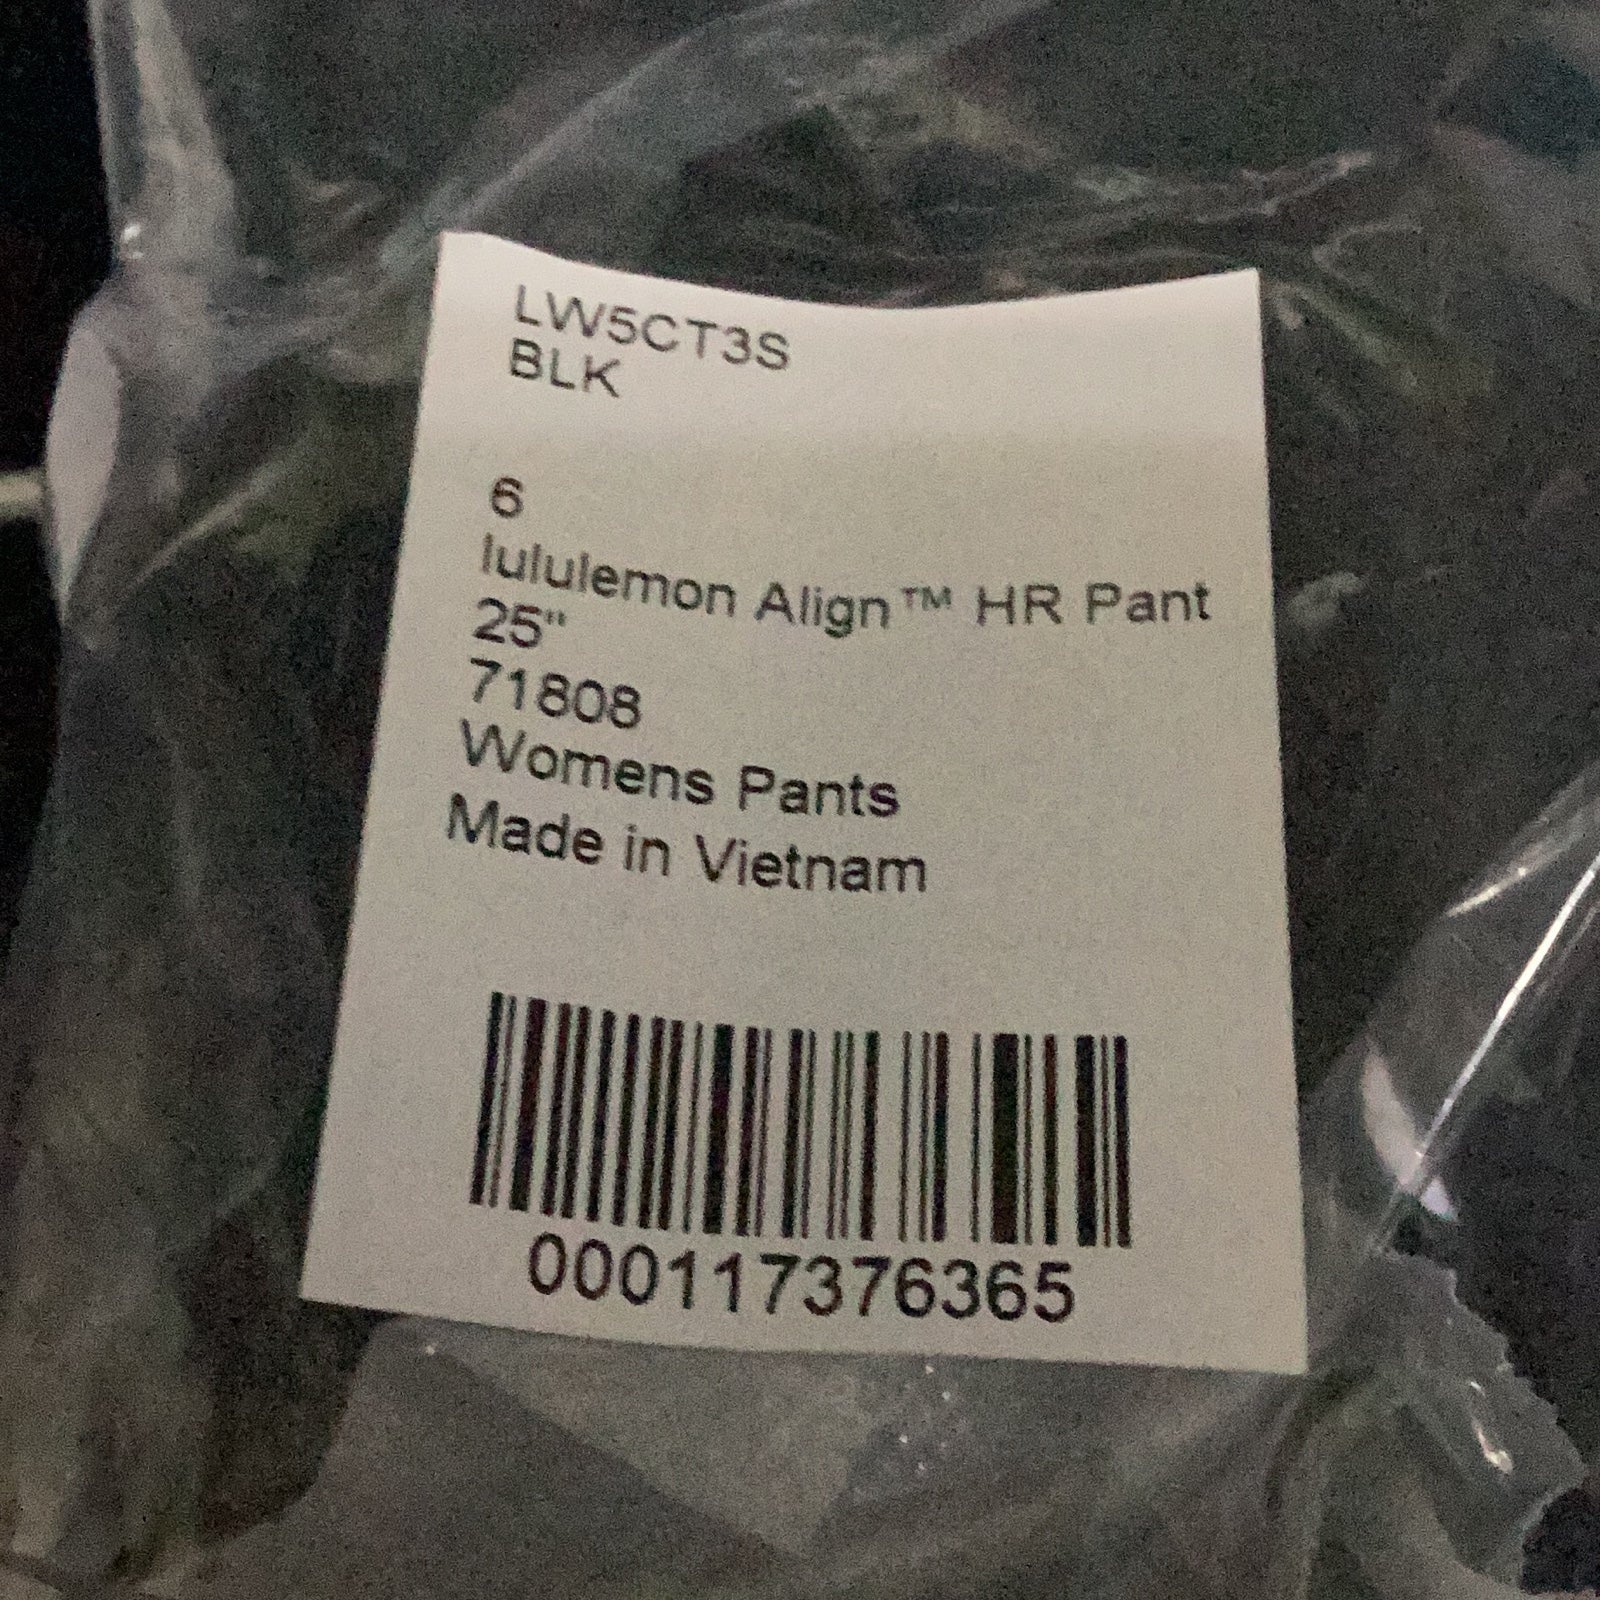 LW5CT3S
BLK
6
lululemon Align™ HR Pant
25"
71808
Womens Pants
Made in Vietnam
000117376365